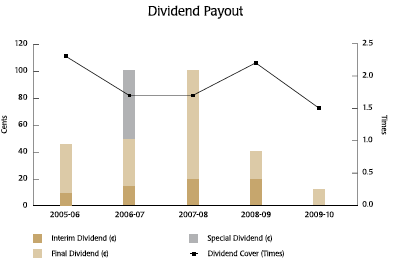 Dividend Payout
120
100
80
60
40
20
0
Cents
2.5
2.0
1.5
1.0
0.5
0.0
Times
2005-06 2006-07 2007-08 2008-09 2009-10
Interim Dividend (¢)
Final Dividend (¢)
Special Dividend (¢)
Dividend Cover (Times)